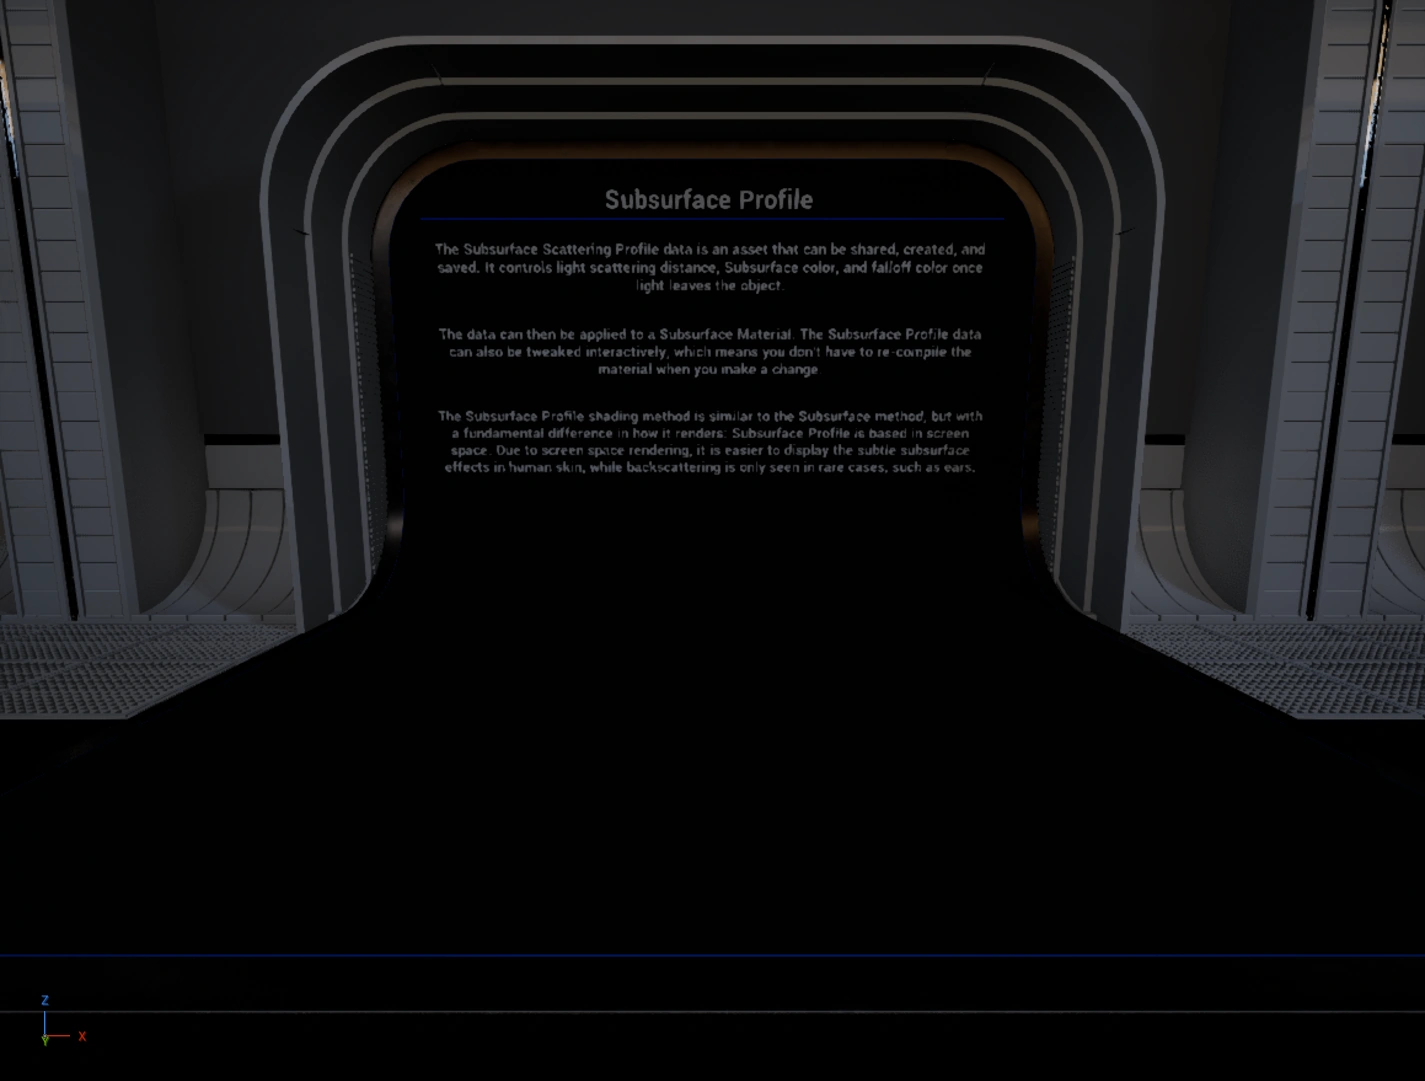 Subsurface Profile
The Subsurface Scattering Profile data is an asset that can be shared, created, and
saved. It controls light scattering distance, Subsurface color, and falloff color once
light leaves the object.
The data can then be applied to a Subsurface Material. The Subsurface Profile data
can also be tweaked interactively, which means you don't have to re-compile the
material when you make a change
The Subsurface Profile shading method is similar to the Subsurface method, but with
a fundamental difference in how it renders: Subsurface Profile is based in screen
space. Due to screen space rendering, it is easier to display the subtle subsurface
effects in human skin, while backscattering is only seen in rare cases, such as ears.
Z
X
Y